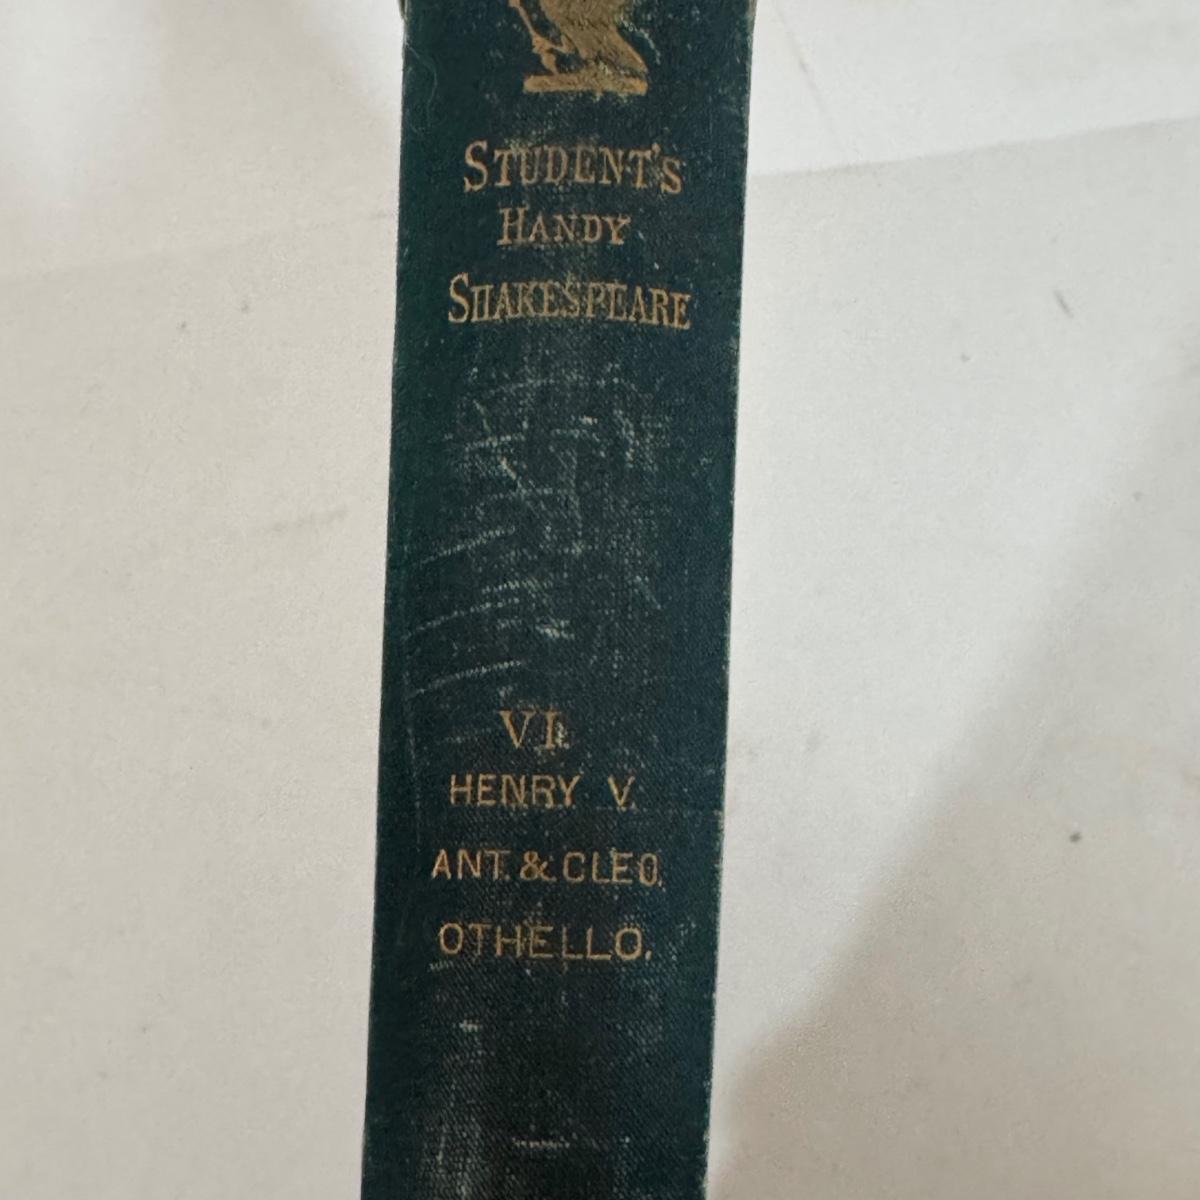 STUDENT'S
HANDY
SHAKESPEARE
VI.
HENRY V.
ANT. & CLEO.
OTHELLO.